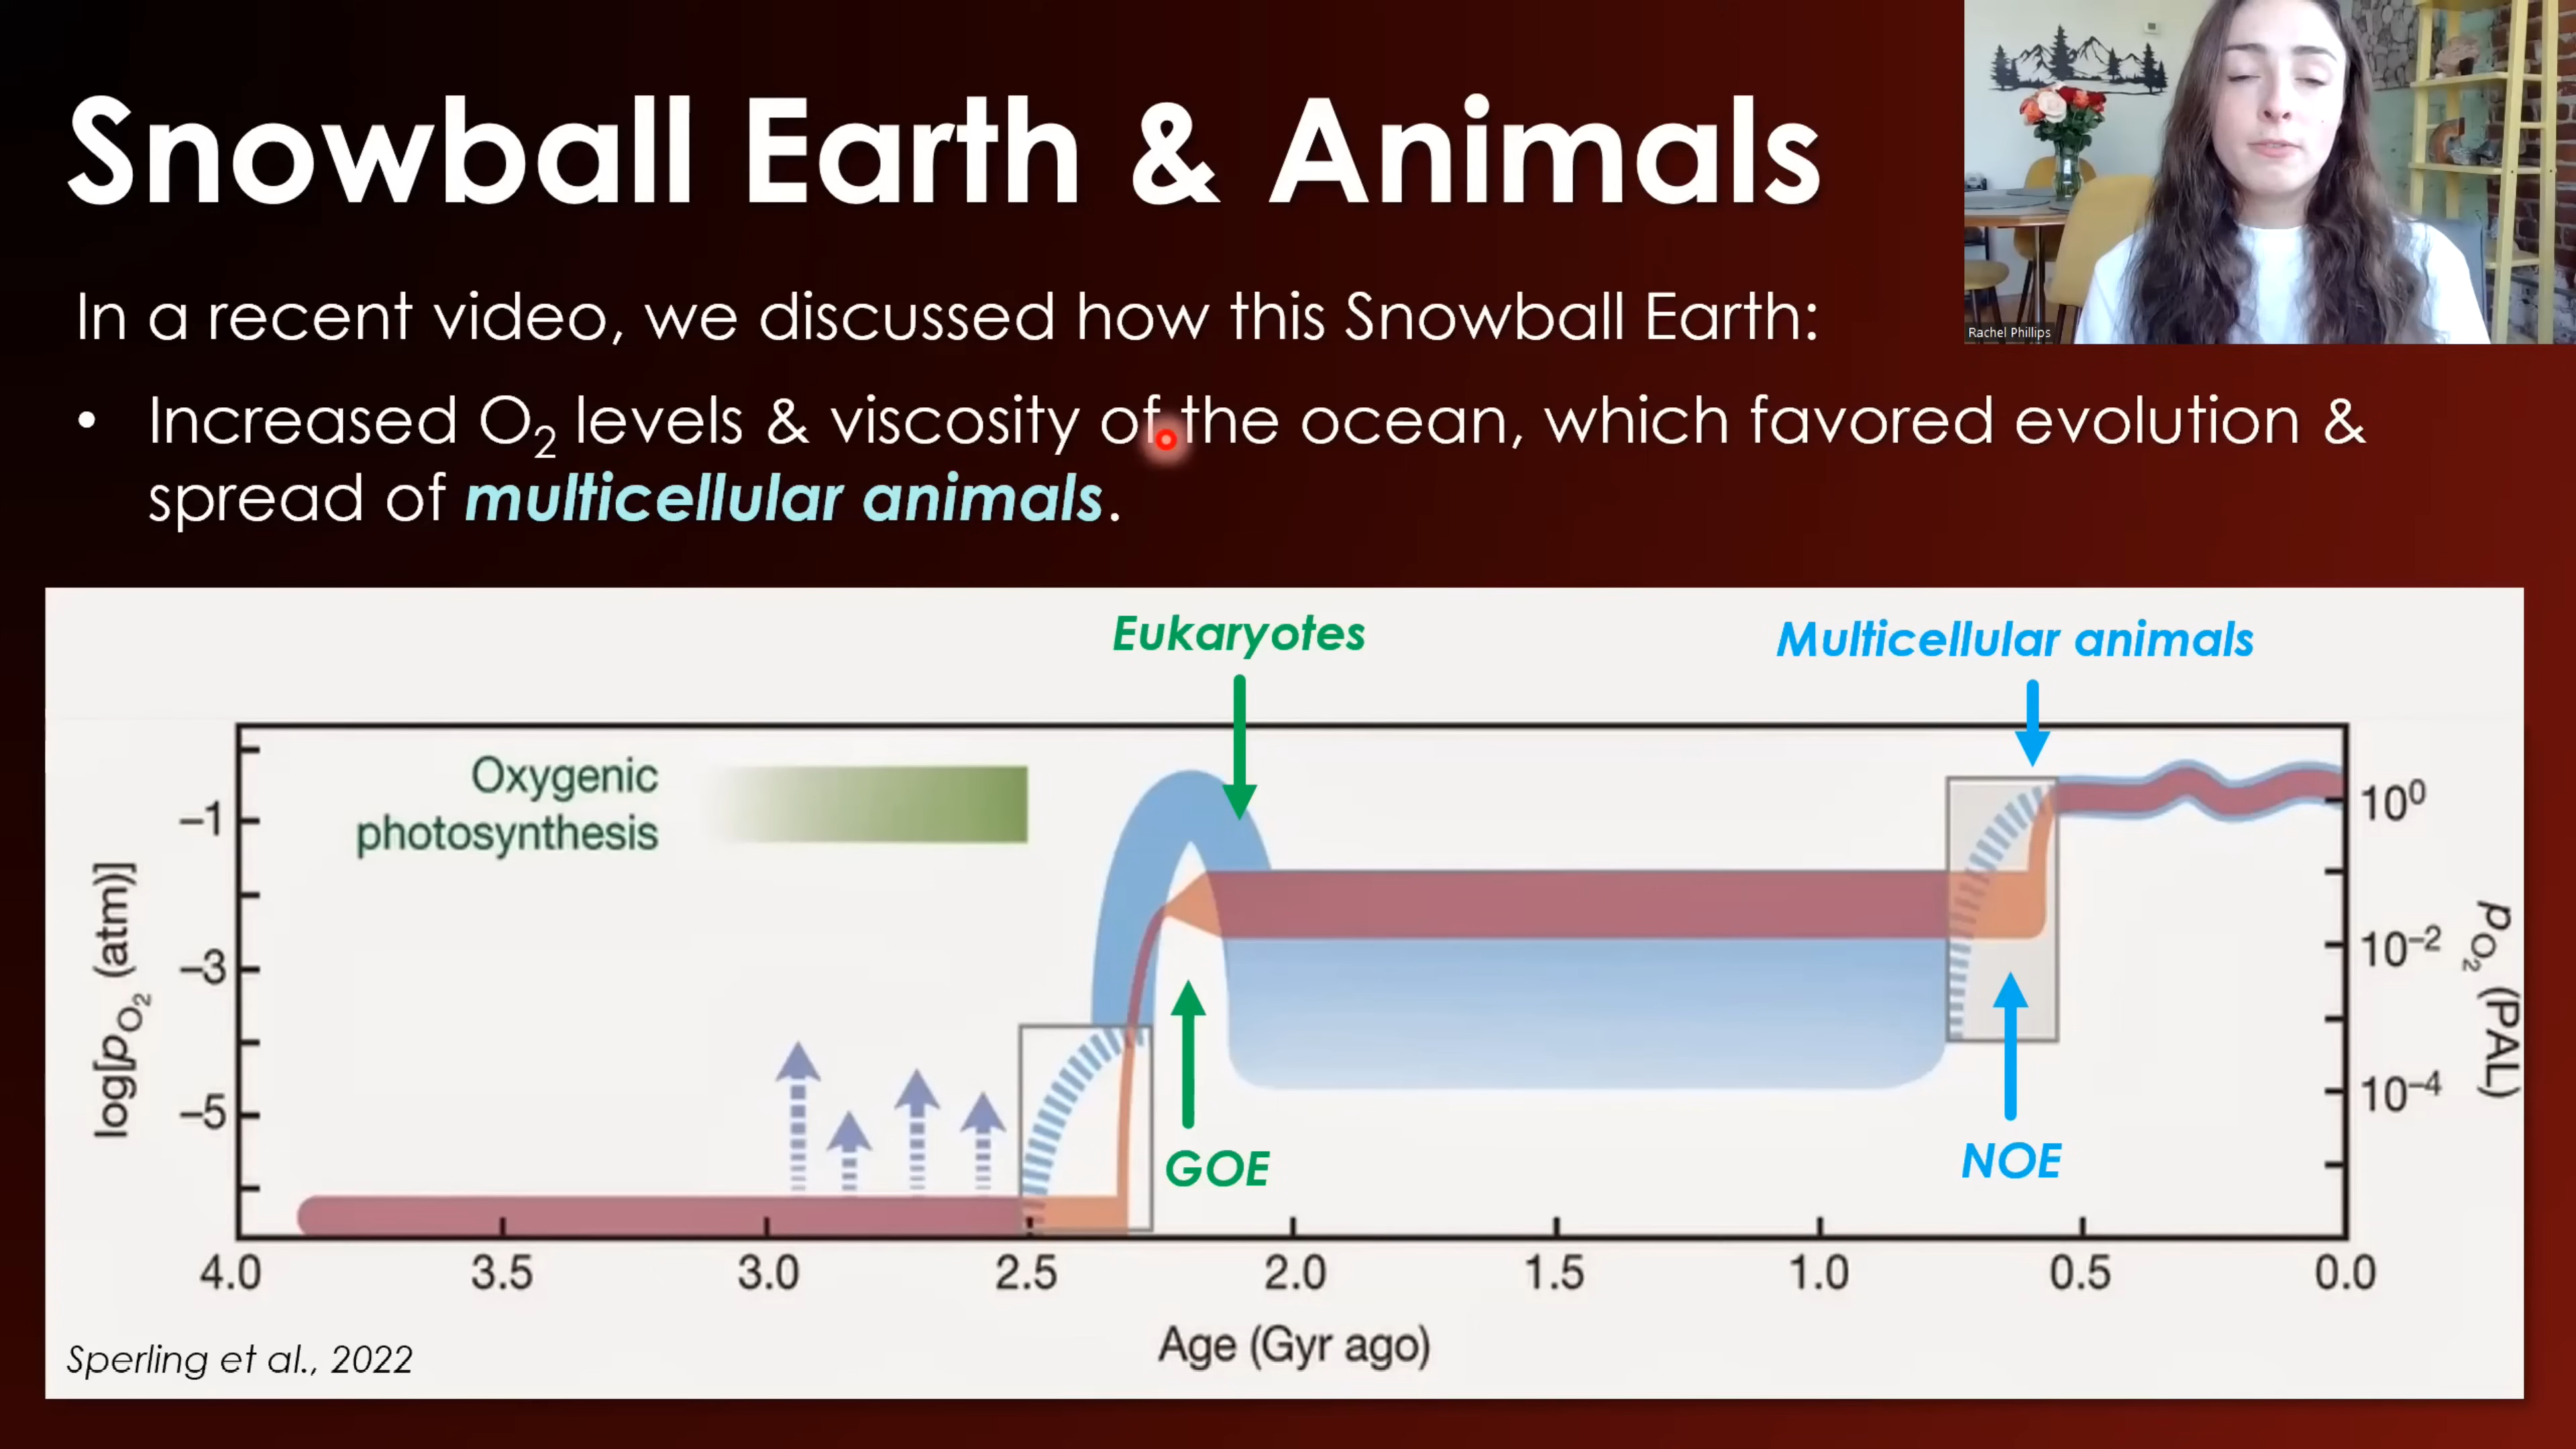 Snowball Earth & Animals
Rachel Phillips
In a recent video, we discussed how this Snowball Earth:
• Increased O₂ levels & viscosity of the ocean, which favored evolution &
spread of multicellular animals.
Eukaryotes
Multicellular animals
Oxygenic
photosynthesis
log[pO₂ (atm)]
–1
–3
–5
10⁰
10⁻²
10⁻⁴
pO₂ (PAL)
GOE
NOE
4.0 3.5 3.0 2.5 2.0 1.5 1.0 0.5 0.0
Age (Gyr ago)
Sperling et al., 2022